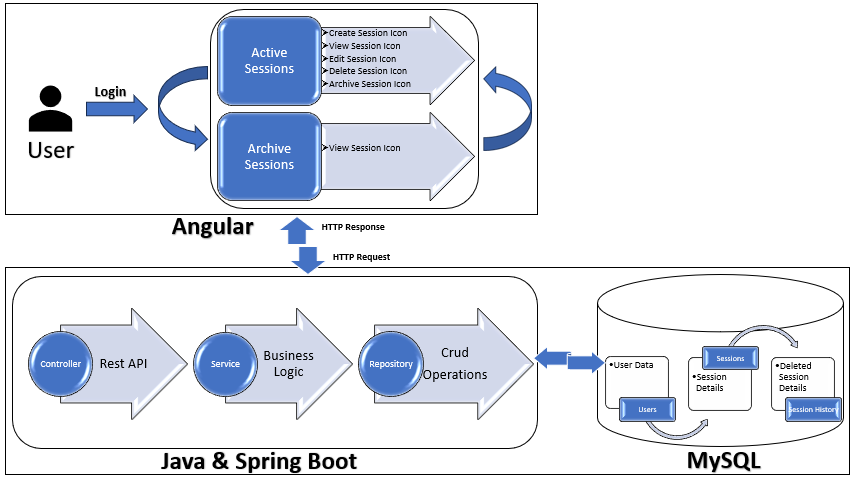 Login
User
Active
Sessions
➤Create Session Icon
➤View Session Icon
➤Edit Session Icon
➤Delete Session Icon
➤Archive Session Icon
Archive
Sessions
➤View Session Icon
Angular
HTTP Response
HTTP Request
Controller
Rest API
Service
Business
Logic
Repository
Crud
Operations
Java & Spring Boot
•User Data
Users
Sessions
•Session
Details
•Deleted
Session
Details
Session History
MySQL